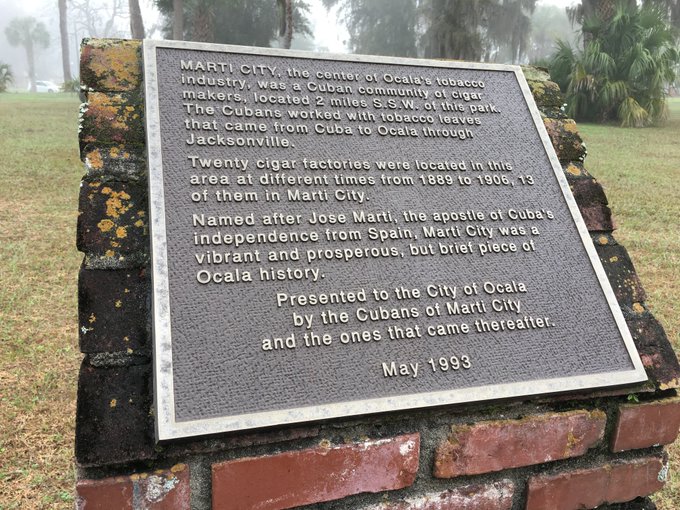 MARTI CITY, the center of Ocala's tobacco
industry, was a Cuban community of cigar
makers, located 2 miles S.S.W. of this park.
The Cubans worked with tobacco leaves
that came from Cuba to Ocala through
Jacksonville.
Twenty cigar factories were located in this
area at different times from 1889 to 1906, 13
of them in Marti City.
Named after Jose Marti, the apostle of Cuba's
independence from Spain, Marti City was a
vibrant and prosperous, but brief piece of
Ocala history.
Presented to the City of Ocala
by the Cubans of Marti City
and the ones that came thereafter.
May 1993